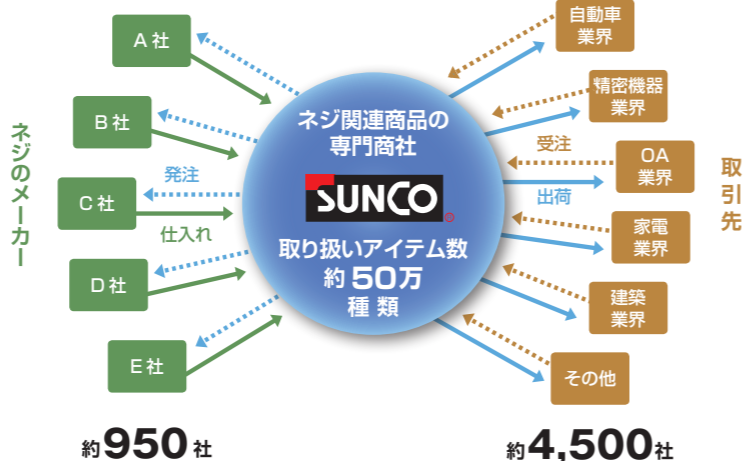 ネジのメーカー
A社
B社
C社
D社
E社
発注
仕入れ
約950社
ネジ関連商品の
専門商社
SUNCO
取り扱いアイテム数
約50万
種類
受注
出荷
自動車
業界
精密機器
業界
OA
業界
家電
業界
建築
業界
その他
取引先
約4,500社